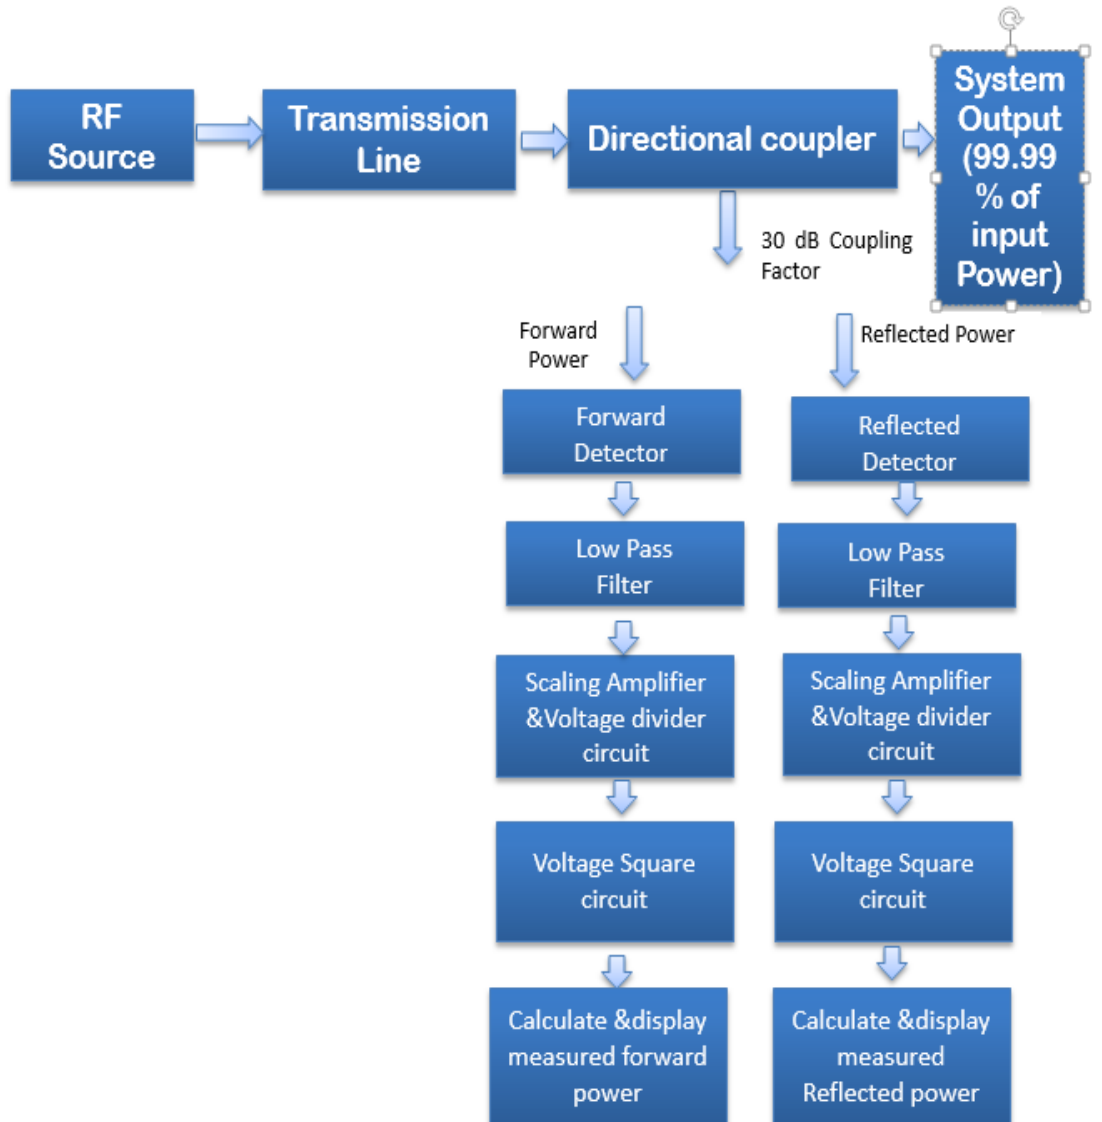 RF
Source
Transmission
Line
Directional coupler
System
Output
(99.99
% of
input
Power)
30 dB Coupling
Factor
Forward
Power
Reflected Power
Forward
Detector
Reflected
Detector
Low Pass
Filter
Low Pass
Filter
Scaling Amplifier
&Voltage divider
circuit
Scaling Amplifier
&Voltage divider
circuit
Voltage Square
circuit
Voltage Square
circuit
Calculate &display
measured forward
power
Calculate &display
measured
Reflected power